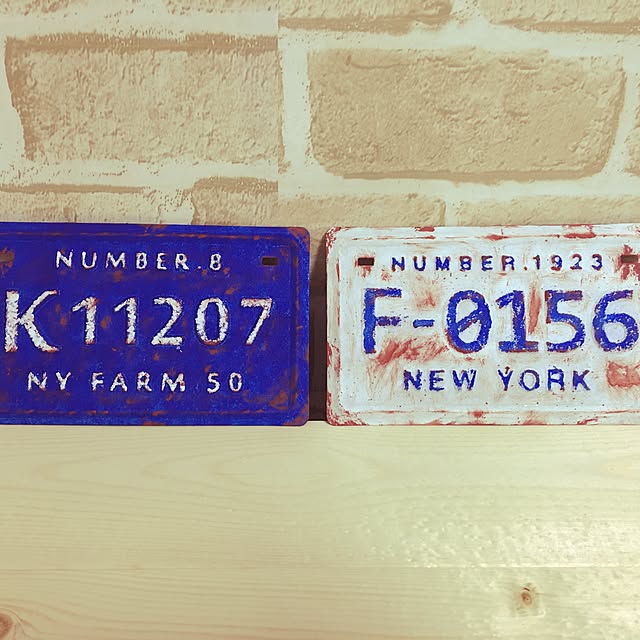 NUMBER.8
K11207
NY FARM 50
NUMBER.1923
F-0156
NEW YORK